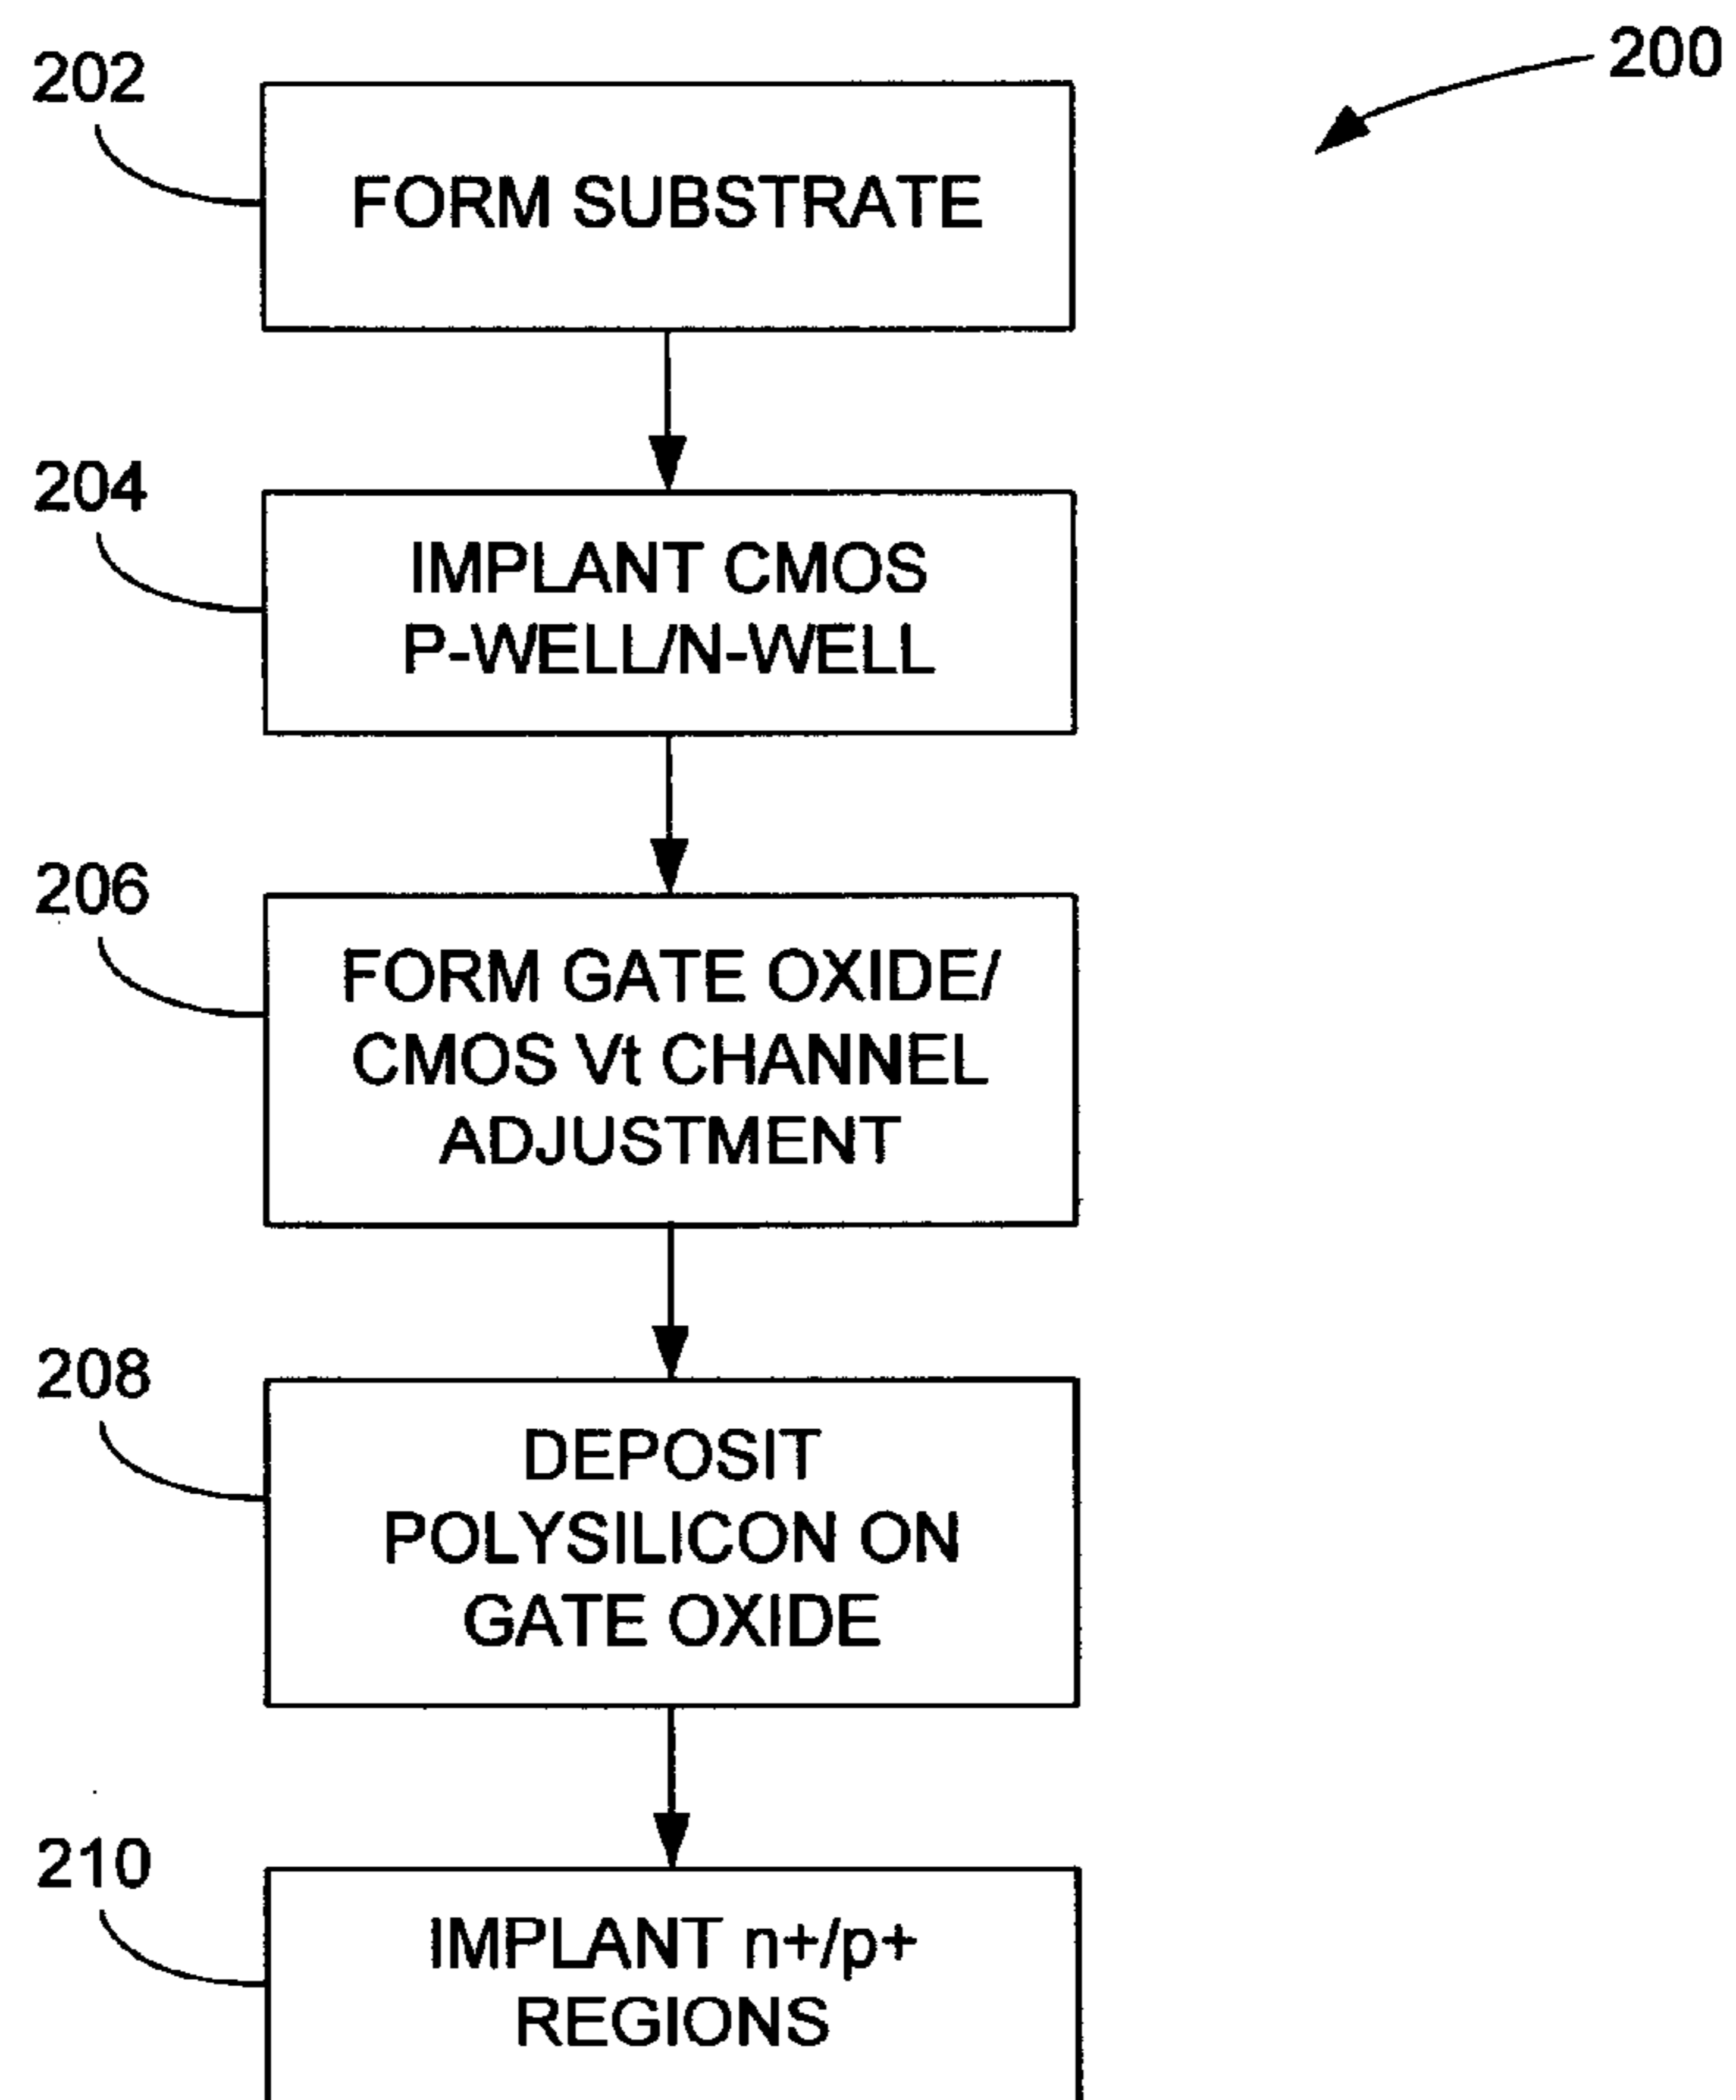 200
202
FORM SUBSTRATE
204
IMPLANT CMOS
P-WELL/N-WELL
206
FORM GATE OXIDE/
CMOS Vt CHANNEL
ADJUSTMENT
208
DEPOSIT
POLYSILICON ON
GATE OXIDE
210
IMPLANT n+/p+
REGIONS